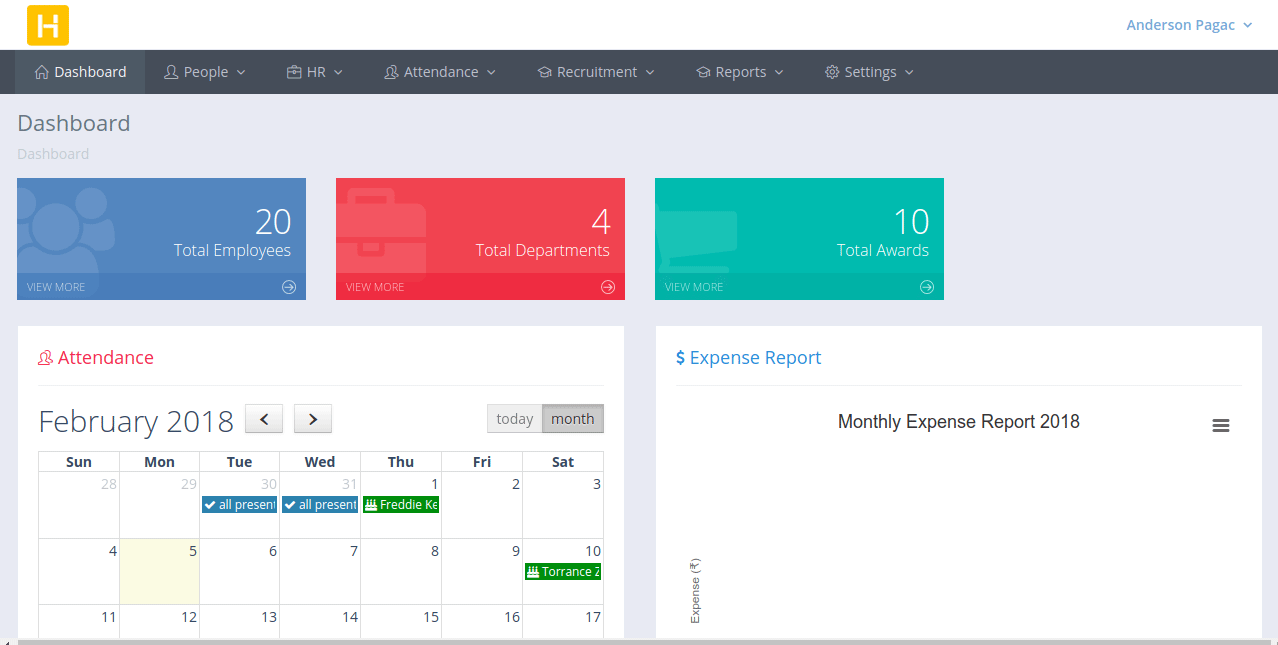 H
Anderson Pagac
Dashboard People HR Attendance Recruitment Reports Settings
Dashboard
Dashboard
20
Total Employees
VIEW MORE
4
Total Departments
VIEW MORE
10
Total Awards
VIEW MORE
Attendance
February 2018
today month
Sun Mon Tue Wed Thu Fri Sat
28 29 30 31 1 2 3
all present all present Freddie Ke
4 5 6 7 8 9 10
Torrance
11 12 13 14 15 16 17
$ Expense Report
Monthly Expense Report 2018
Expense (₹)